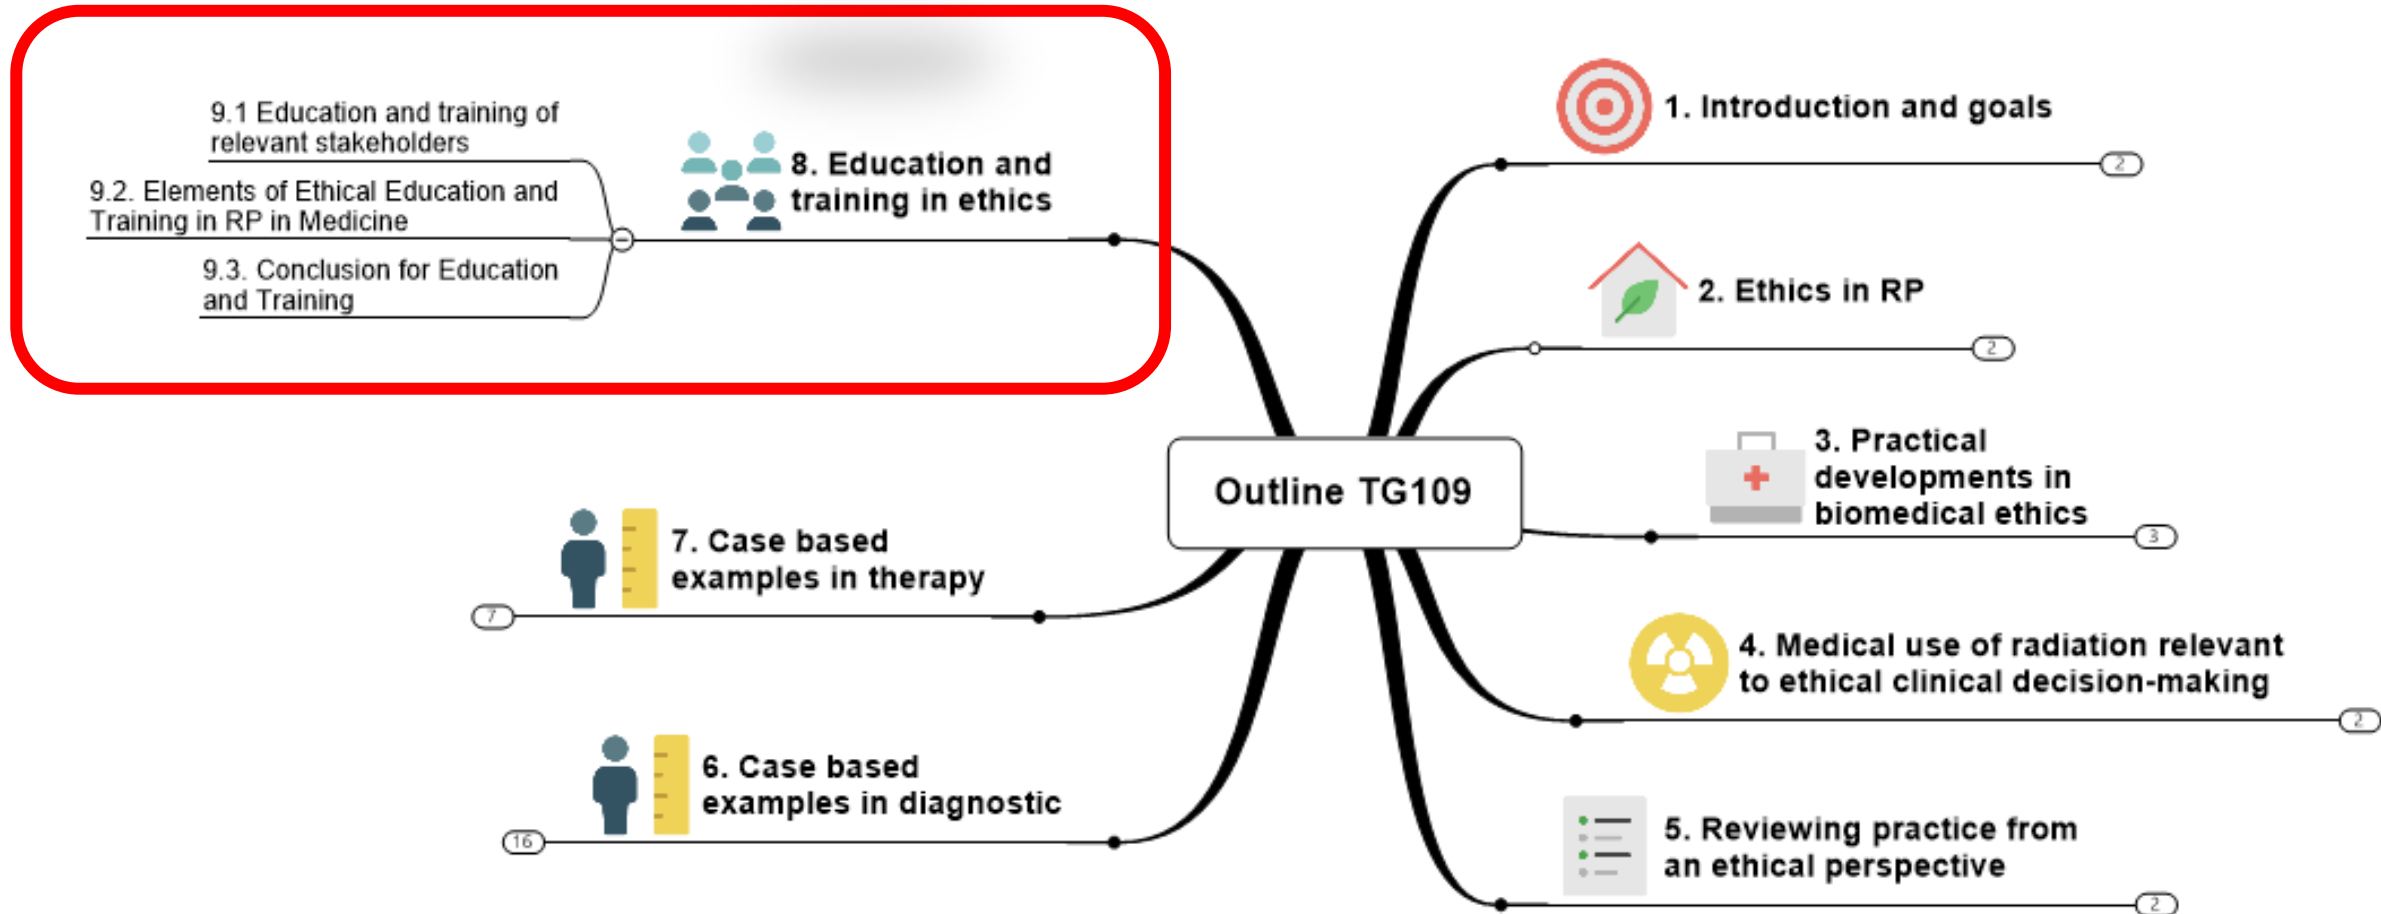 9.1 Education and training of
relevant stakeholders
9.2. Elements of Ethical Education and
Training in RP in Medicine
9.3. Conclusion for Education
and Training
8. Education and
training in ethics
1. Introduction and goals
2
2. Ethics in RP
2
3. Practical
developments in
biomedical ethics
3
Outline TG109
4. Medical use of radiation relevant
to ethical clinical decision-making
2
5. Reviewing practice from
an ethical perspective
2
7. Case based
examples in therapy
7
6. Case based
examples in diagnostic
16